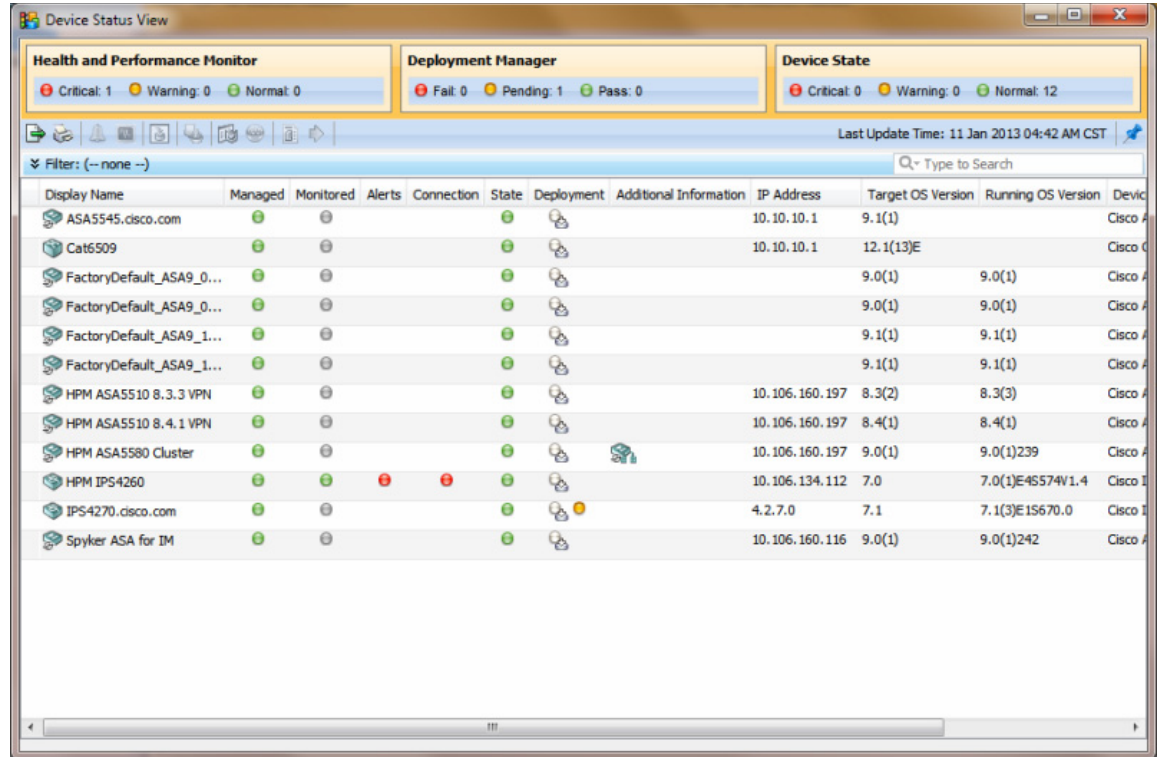 Device Status View
Health and Performance Monitor
Critical: 1 Warning: 0 Normal: 0
Deployment Manager
Fail: 0 Pending: 1 Pass: 0
Device State
Critical: 0 Warning: 0 Normal: 12
Last Update Time: 11 Jan 2013 04:42 AM CST
Filter: (-- none --) Type to Search
Display Name Managed Monitored Alerts Connection State Deployment Additional Information IP Address Target OS Version Running OS Version Devic
ASA5545.cisco.com 10.10.10.1 9.1(1) Cisco A
Cat6509 10.10.10.1 12.1(13)E Cisco C
FactoryDefault_ASA9_0... 9.0(1) 9.0(1) Cisco A
FactoryDefault_ASA9_0... 9.0(1) 9.0(1) Cisco A
FactoryDefault_ASA9_1... 9.1(1) 9.1(1) Cisco A
FactoryDefault_ASA9_1... 9.1(1) 9.1(1) Cisco A
HPM ASA5510 8.3.3 VPN 10.106.160.197 8.3(2) 8.3(3) Cisco A
HPM ASA5510 8.4.1 VPN 10.106.160.197 8.4(1) 8.4(1) Cisco A
HPM ASA5580 Cluster 10.106.160.197 9.0(1) 9.0(1)239 Cisco A
HPM IPS4260 10.106.134.112 7.0 7.0(1)E4S574V1.4 Cisco I
IPS4270.cisco.com 4.2.7.0 7.1 7.1(3)E1S670.0 Cisco I
Spyker ASA for IM 10.106.160.116 9.0(1) 9.0(1)242 Cisco A